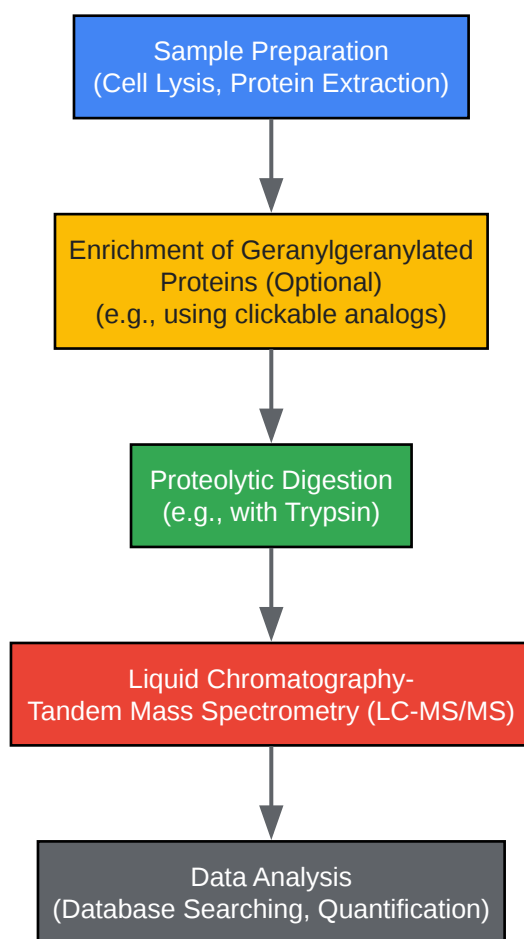 Sample Preparation
(Cell Lysis, Protein Extraction)
Enrichment of Geranylgeranylated
Proteins (Optional)
(e.g., using clickable analogs)
Proteolytic Digestion
(e.g., with Trypsin)
Liquid Chromatography-
Tandem Mass Spectrometry (LC-MS/MS)
Data Analysis
(Database Searching, Quantification)